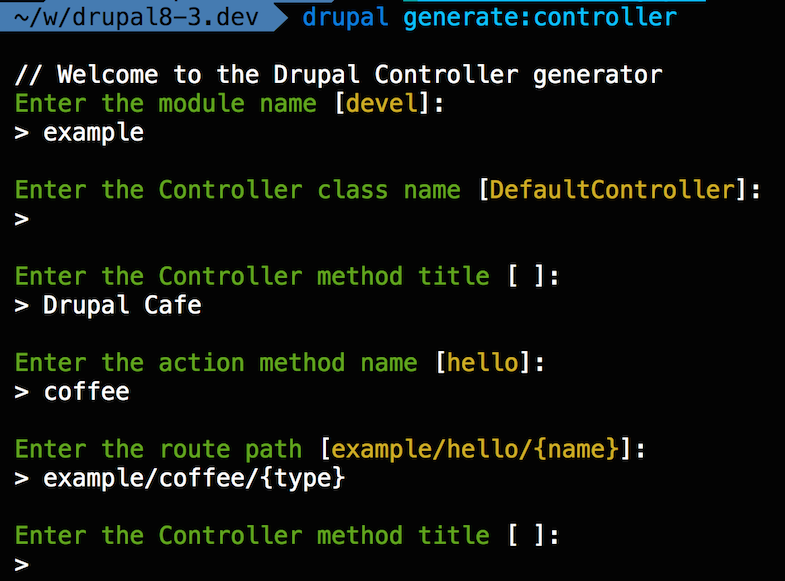 ~/w/drupal8-3.dev drupal generate:controller
// Welcome to the Drupal Controller generator
Enter the module name [devel]:
> example
Enter the Controller class name [DefaultController]:
>
Enter the Controller method title [ ]:
> Drupal Cafe
Enter the action method name [hello]:
> coffee
Enter the route path [example/hello/{name}]:
> example/coffee/{type}
Enter the Controller method title [ ]:
>